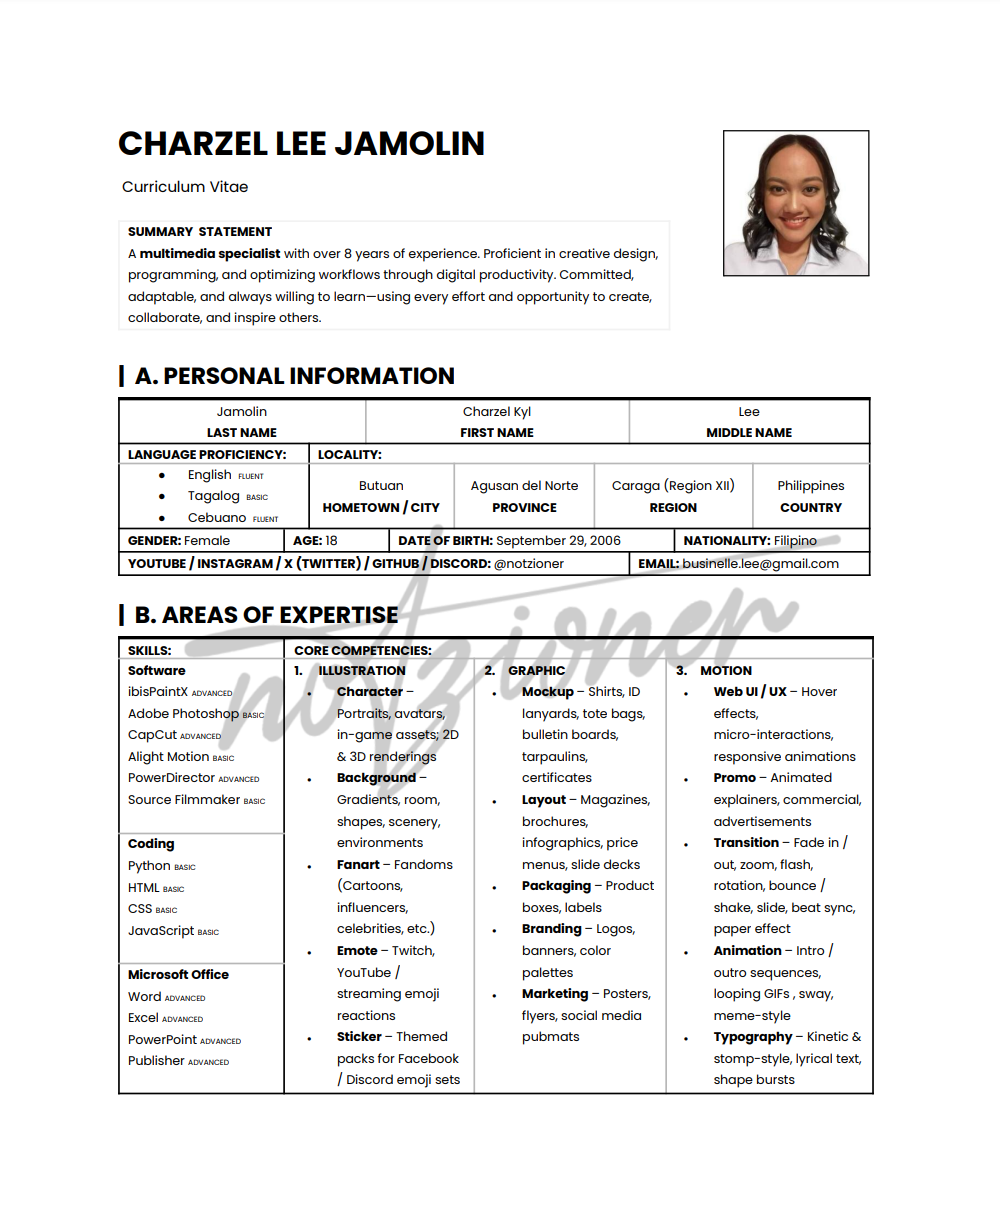 CHARZEL LEE JAMOLIN
Curriculum Vitae
SUMMARY STATEMENT
A multimedia specialist with over 8 years of experience. Proficient in creative design,
programming, and optimizing workflows through digital productivity. Committed,
adaptable, and always willing to learn—using every effort and opportunity to create,
collaborate, and inspire others.
A. PERSONAL INFORMATION
Jamolin
LAST NAME
Charzel Kyl
FIRST NAME
Lee
MIDDLE NAME
LANGUAGE PROFICIENCY:
• English FLUENT
• Tagalog BASIC
• Cebuano FLUENT
LOCALITY:
Butuan
HOMETOWN / CITY
Agusan del Norte
PROVINCE
Caraga (Region XII)
REGION
Philippines
COUNTRY
GENDER: Female
AGE: 18
DATE OF BIRTH: September 29, 2006
NATIONALITY: Filipino
YOUTUBE / INSTAGRAM / X (TWITTER) / GITHUB / DISCORD: @notzioner
EMAIL: businelle.lee@gmail.com
notzioner
B. AREAS OF EXPERTISE
SKILLS:
Software
ibisPaintX ADVANCED
Adobe Photoshop BASIC
CapCut ADVANCED
Alight Motion BASIC
PowerDirector ADVANCED
Source Filmmaker BASIC
Coding
Python BASIC
HTML BASIC
CSS BASIC
JavaScript BASIC
Microsoft Office
Word ADVANCED
Excel ADVANCED
PowerPoint ADVANCED
Publisher ADVANCED
CORE COMPETENCIES:
1. ILLUSTRATION
• Character –
Portraits, avatars,
in-game assets; 2D
& 3D renderings
• Background –
Gradients, room,
shapes, scenery,
environments
• Fanart – Fandoms
(Cartoons,
influencers,
celebrities, etc.)
• Emote – Twitch,
YouTube /
streaming emoji
reactions
• Sticker – Themed
packs for Facebook
/ Discord emoji sets
2. GRAPHIC
• Mockup – Shirts, ID
lanyards, tote bags,
bulletin boards,
tarpaulins,
certificates
• Layout – Magazines,
brochures,
infographics, price
menus, slide decks
• Packaging – Product
boxes, labels
• Branding – Logos,
banners, color
palettes
• Marketing – Posters,
flyers, social media
pubmats
3. MOTION
• Web UI / UX – Hover
effects,
micro-interactions,
responsive animations
• Promo – Animated
explainers, commercial,
advertisements
• Transition – Fade in /
out, zoom, flash,
rotation, bounce /
shake, slide, beat sync,
paper effect
• Animation – Intro /
outro sequences,
looping GIFs , sway,
meme-style
• Typography – Kinetic &
stomp-style, lyrical text,
shape bursts